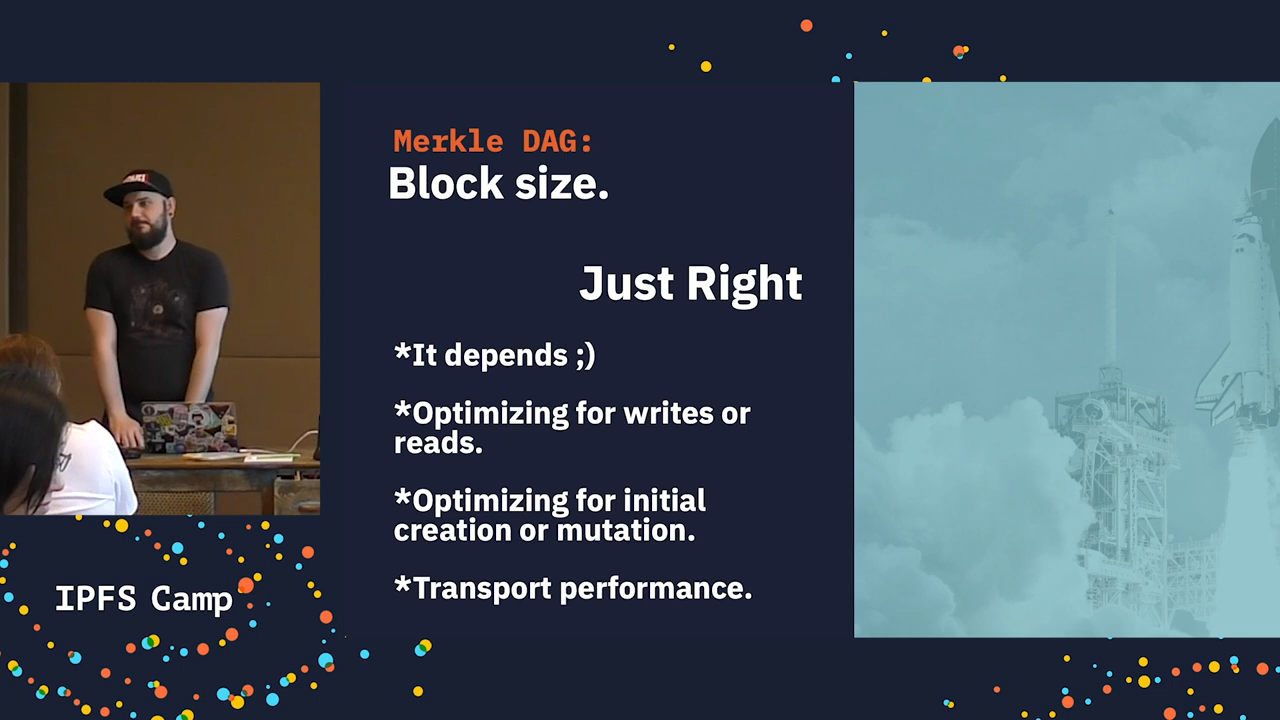 Merkle DAG:
Block size.
Just Right
*It depends ;)
*Optimizing for writes or
reads.
*Optimizing for initial
creation or mutation.
*Transport performance.
IPFS Camp